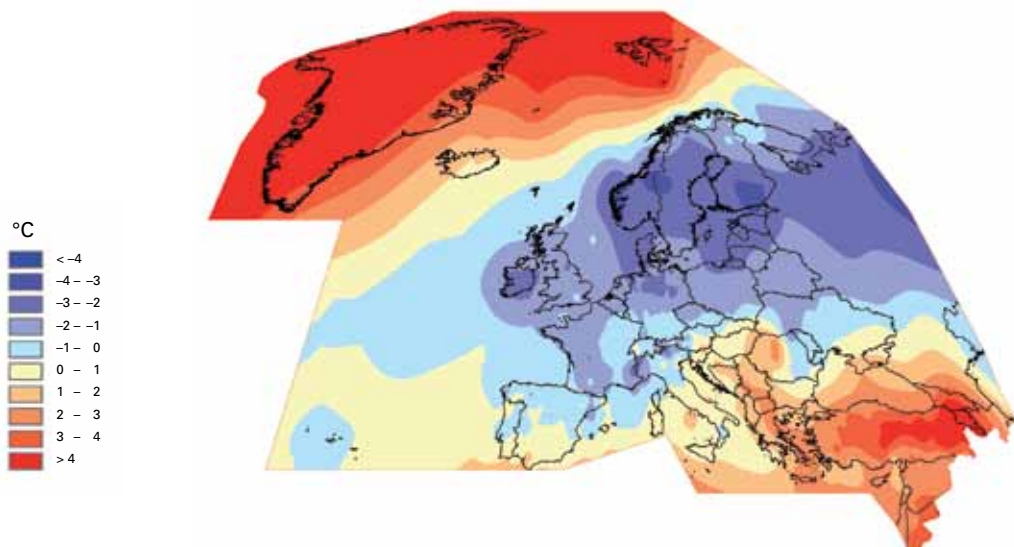 °C
< –4
–4 – –3
–3 – –2
–2 – –1
–1 – 0
0 – 1
1 – 2
2 – 3
3 – 4
> 4